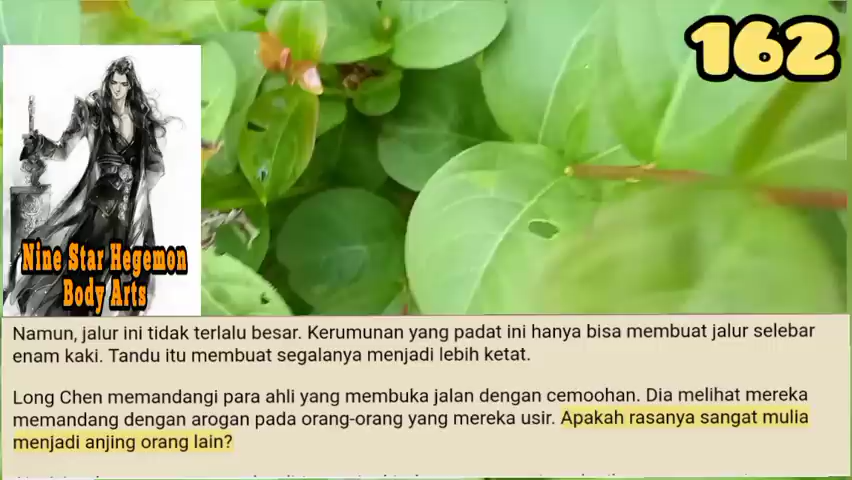 162
Nine Star Hegemon
Body Arts
Namun, jalur ini tidak terlalu besar. Kerumunan yang padat ini hanya bisa membuat jalur selebar
enam kaki. Tandu itu membuat segalanya menjadi lebih ketat.
Long Chen memandangi para ahli yang membuka jalan dengan cemoohan. Dia melihat mereka
memandang dengan arogan pada orang-orang yang mereka usir. Apakah rasanya sangat mulia
menjadi anjing orang lain?